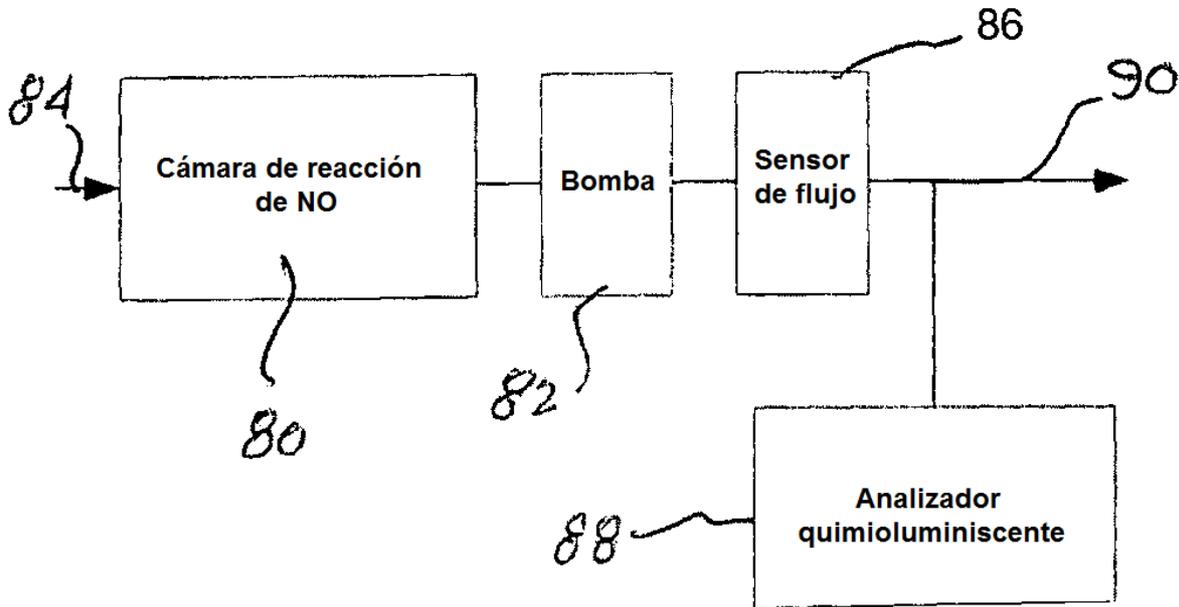 86
90
84
Cámara de reacción
de NO
Bomba
Sensor
de flujo
82
80
88
Analizador
quimioluminiscente